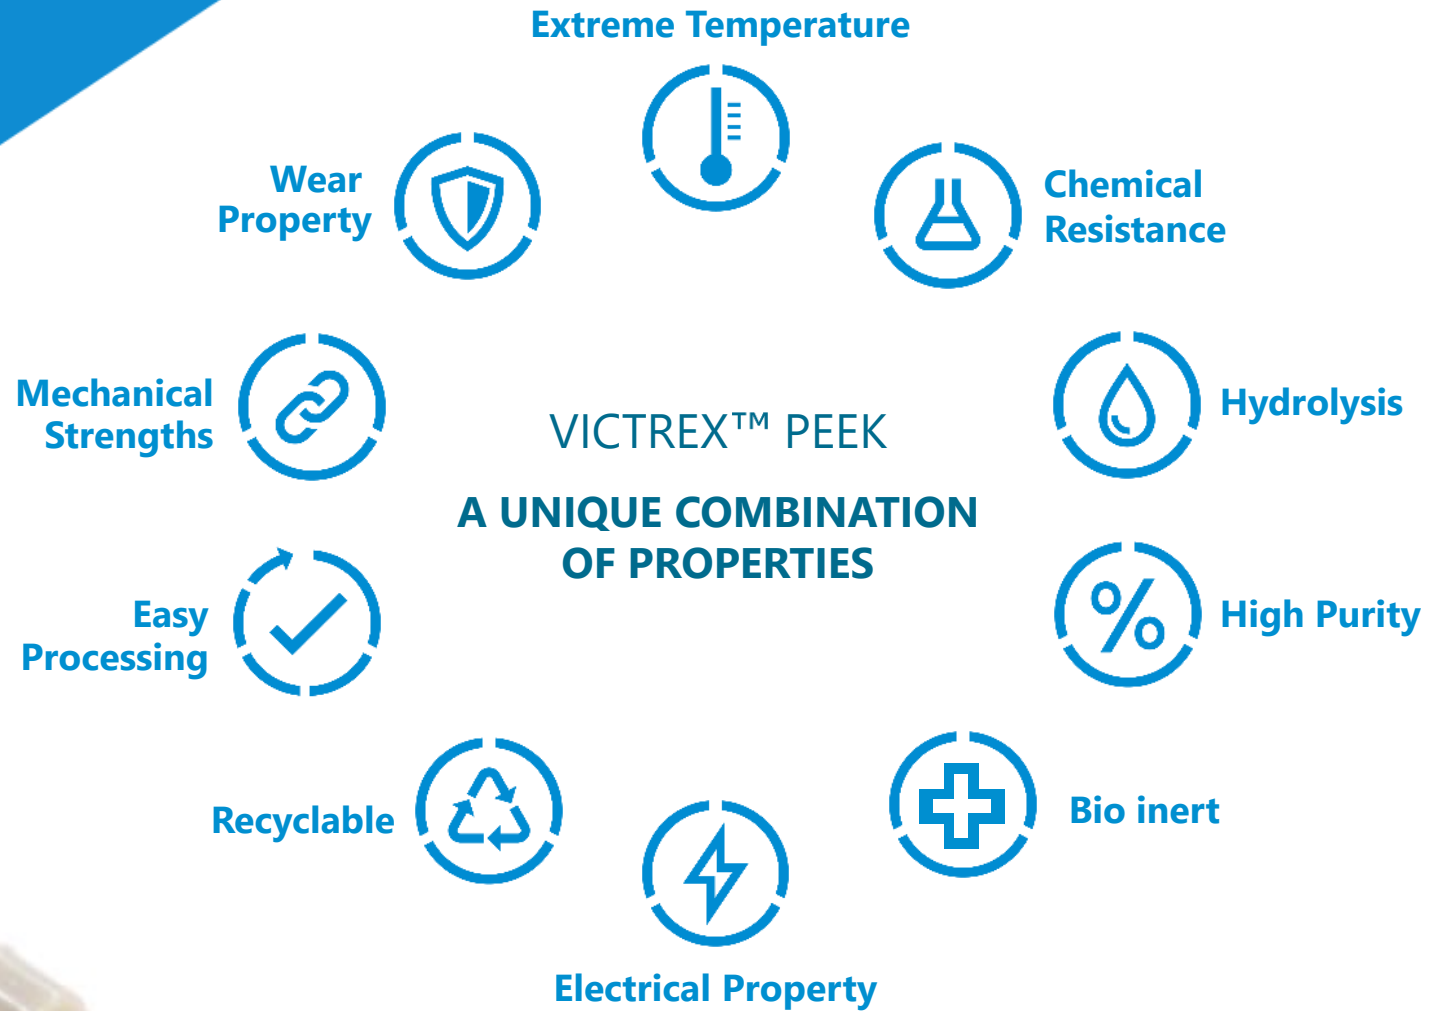 Extreme Temperature
Wear
Property
Chemical
Resistance
Mechanical
Strengths
Hydrolysis
VICTREX™ PEEK
A UNIQUE COMBINATION
OF PROPERTIES
Easy
Processing
High Purity
Recyclable
Bio inert
Electrical Property